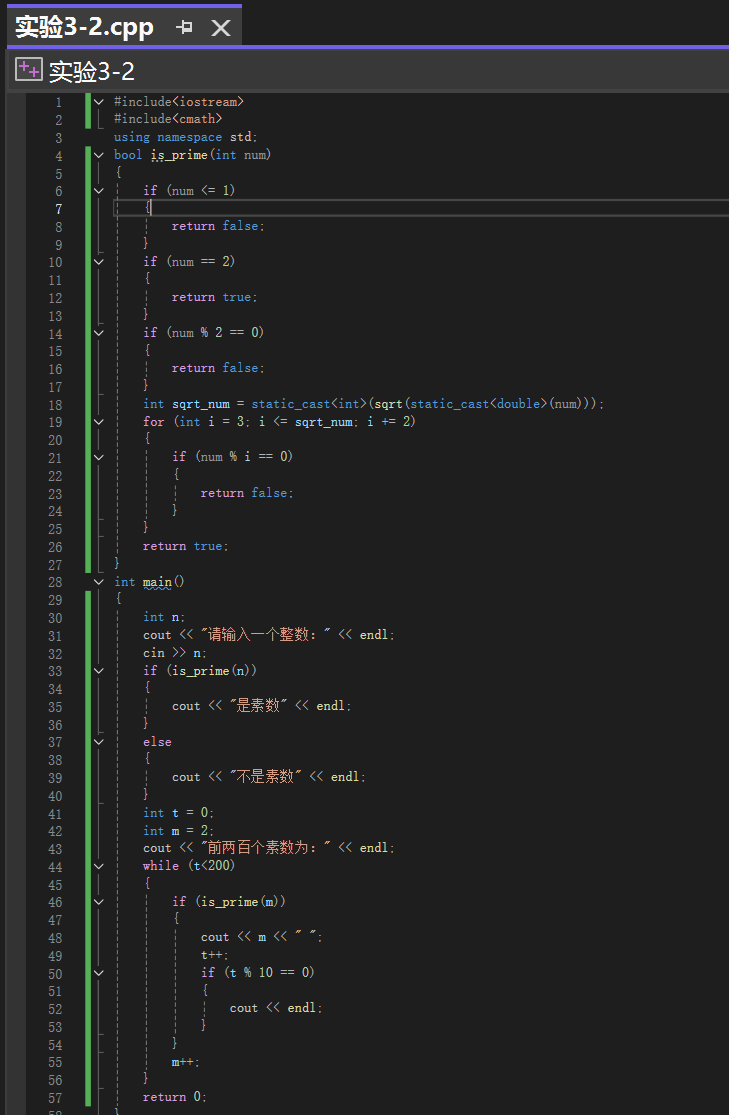 实验3-2.cpp
实验3-2
1 #include<iostream>
2 #include<cmath>
3 using namespace std;
4 bool is_prime(int num)
5 {
6 if (num <= 1)
7 {
8 return false;
9 }
10 if (num == 2)
11 {
12 return true;
13 }
14 if (num % 2 == 0)
15 {
16 return false;
17 }
18 int sqrt_num = static_cast<int>(sqrt(static_cast<double>(num)));
19 for (int i = 3; i <= sqrt_num; i += 2)
20 {
21 if (num % i == 0)
22 {
23 return false;
24 }
25 }
26 return true;
27 }
28 int main()
29 {
30 int n;
31 cout << "请输入一个整数：" << endl;
32 cin >> n;
33 if (is_prime(n))
34 {
35 cout << "是素数" << endl;
36 }
37 else
38 {
39 cout << "不是素数" << endl;
40 }
41 int t = 0;
42 int m = 2;
43 cout << "前两百个素数为：" << endl;
44 while (t<200)
45 {
46 if (is_prime(m))
47 {
48 cout << m << " ";
49 t++;
50 if (t % 10 == 0)
51 {
52 cout << endl;
53 }
54 }
55 m++;
56 }
57 return 0;
58 }